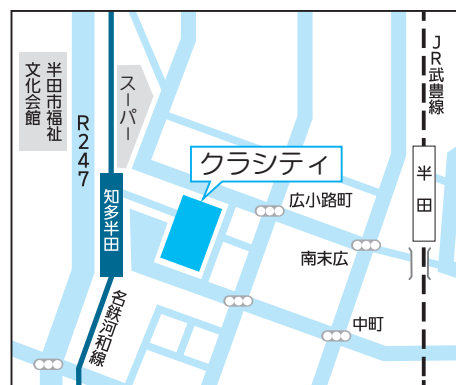 半田市福祉
文化会館
R247
スーパー
クラシティ
知多半田
名鉄河和線
広小路町
南末広
中町
JR武豊線
半田